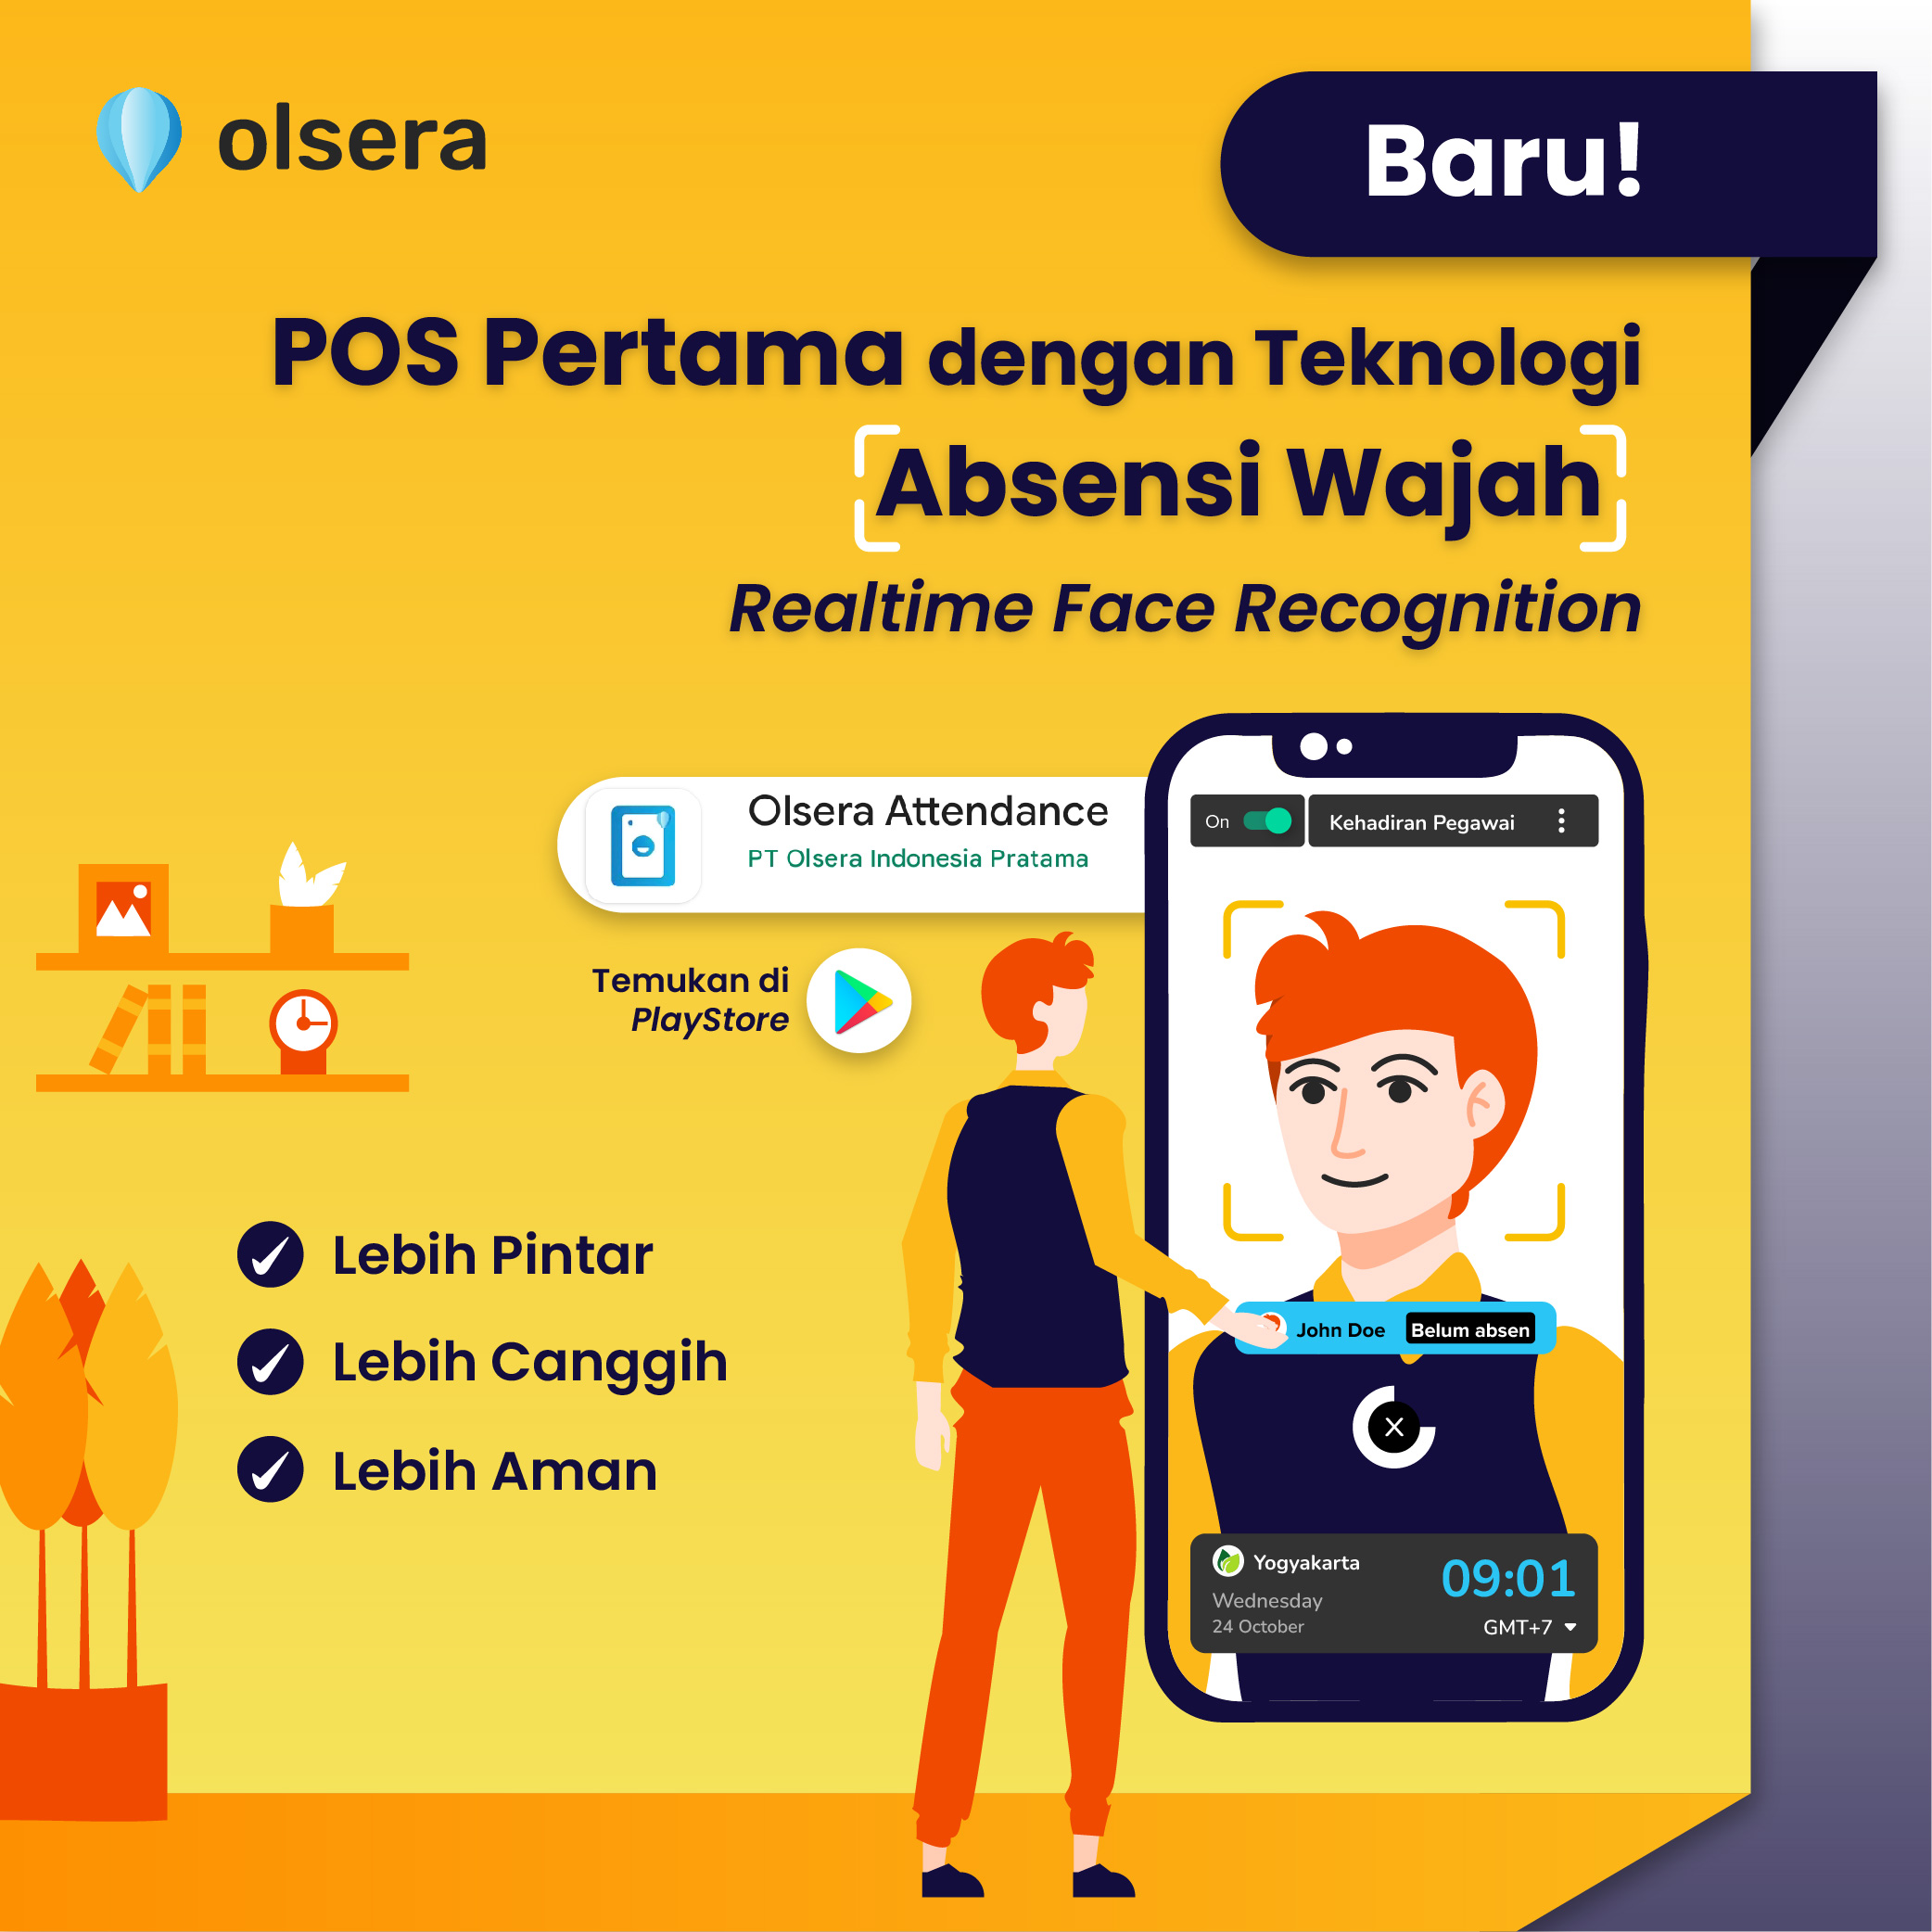 olsera
Baru!
POS Pertama dengan Teknologi
Absensi Wajah
Realtime Face Recognition
Olsera Attendance
PT Olsera Indonesia Pratama
Temukan di
PlayStore
On
Kehadiran Pegawai
Lebih Pintar
Lebih Canggih
Lebih Aman
John Doe
Belum absen
X
Yogyakarta
Wednesday
24 October
09:01
GMT+7